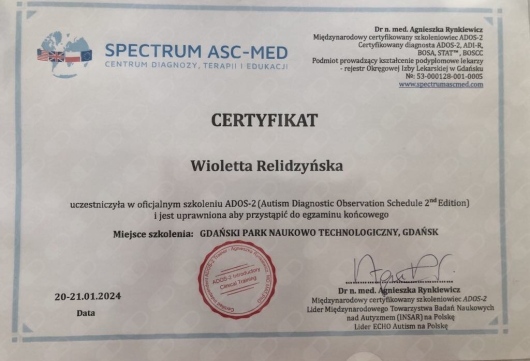 SPECTRUM ASC-MED
CENTRUM DIAGNOZY, TERAPII I EDUKACJI
Dr n. med. Agnieszka Rynkiewicz
Międzynarodowy certyfikowany szkoleniowiec ADOS-2
Certyfikowany diagnosta ADOS-2, ADI-R,
BOSA, STAT™, BOSCC
Podmiot prowadzący kształcenie podyplomowe lekarzy
- rejestr Okręgowej Izby Lekarskiej w Gdańsku
№: 53-000128-001-0005
www.spectrumascmed.com
CERTYFIKAT
Wioletta Relidzyńska
uczestniczyła w oficjalnym szkoleniu ADOS-2 (Autism Diagnostic Observation Schedule 2nd Edition)
i jest uprawniona aby przystąpić do egzaminu końcowego
Miejsce szkolenia: GDAŃSKI PARK NAUKOWO TECHNOLOGICZNY, GDAŃSK
ADOS-2 Introductory
Clinical Training
20-21.01.2024
Data
Dr n. med. Agnieszka Rynkiewicz
Międzynarodowy certyfikowany szkoleniowiec ADOS-2
Lider Międzynarodowego Towarzystwa Badań Naukowych
nad Autyzmem (INSAR) na Polskę
Lider ECHO Autism na Polskę